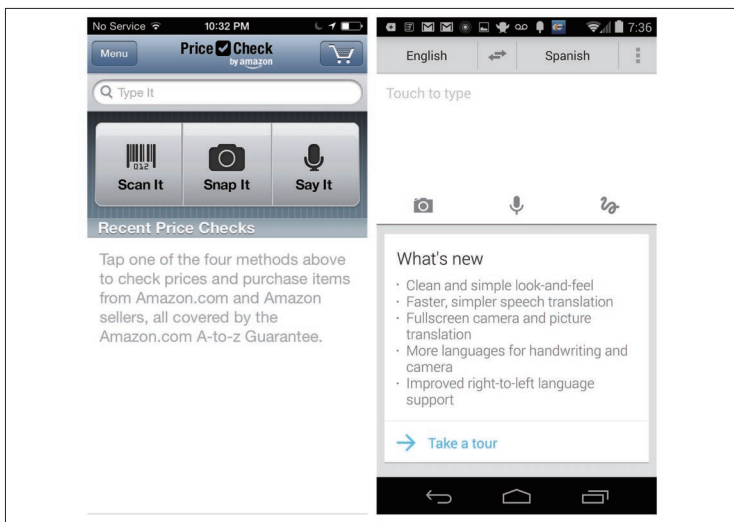 No Service 10:32 PM
Menu Price Check
by amazon
Type It
012
Scan It Snap It Say It
Recent Price Checks
Tap one of the four methods above
to check prices and purchase items
from Amazon.com and Amazon
sellers, all covered by the
Amazon.com A-to-z Guarantee.
7:36
English Spanish
Touch to type
What's new
· Clean and simple look-and-feel
· Faster, simpler speech translation
· Fullscreen camera and picture
translation
· More languages for handwriting and
camera
· Improved right-to-left language
support
Take a tour